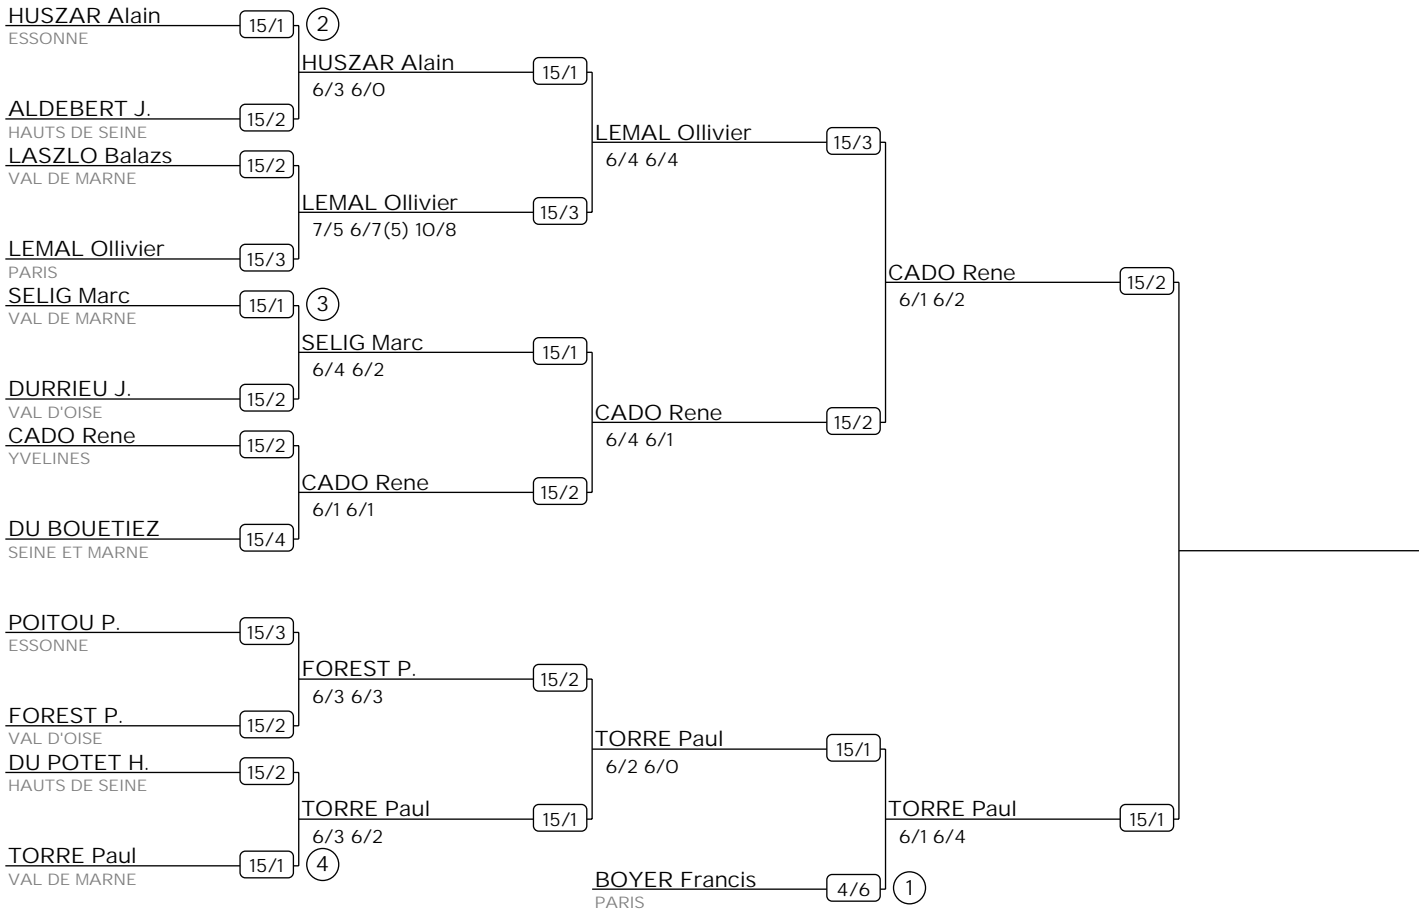 HUSZAR Alain 15/1 2
ESSONNE
HUSZAR Alain 15/1
6/3 6/0
ALDEBERT J. 15/2
HAUTS DE SEINE
LEMAL Ollivier 15/3
6/4 6/4
LASZLO Balazs 15/2
VAL DE MARNE
LEMAL Ollivier 15/3
7/5 6/7(5) 10/8
LEMAL Ollivier 15/3
PARIS
CADO Rene 15/2
6/1 6/2
SELIG Marc 15/1 3
VAL DE MARNE
SELIG Marc 15/1
6/4 6/2
DURRIEU J. 15/2
VAL D'OISE
CADO Rene 15/2
6/4 6/1
CADO Rene 15/2
YVELINES
CADO Rene 15/2
6/1 6/1
DU BOUETIEZ 15/4
SEINE ET MARNE
POITOU P. 15/3
ESSONNE
FOREST P. 15/2
6/3 6/3
FOREST P. 15/2
VAL D'OISE
TORRE Paul 15/1
6/2 6/0
DU POTET H. 15/2
HAUTS DE SEINE
TORRE Paul 15/1
6/3 6/2
TORRE Paul 15/1
6/1 6/4
TORRE Paul 15/1 4
VAL DE MARNE
BOYER Francis 4/6 1
PARIS